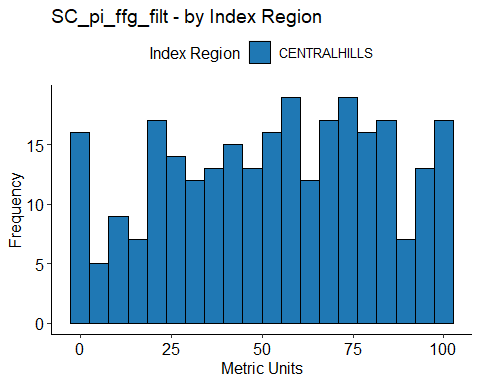 SC_pi_ffg_filt - by Index Region
Index Region CENTRALHILLS
15
10
5
0
Frequency
0 25 50 75 100
Metric Units